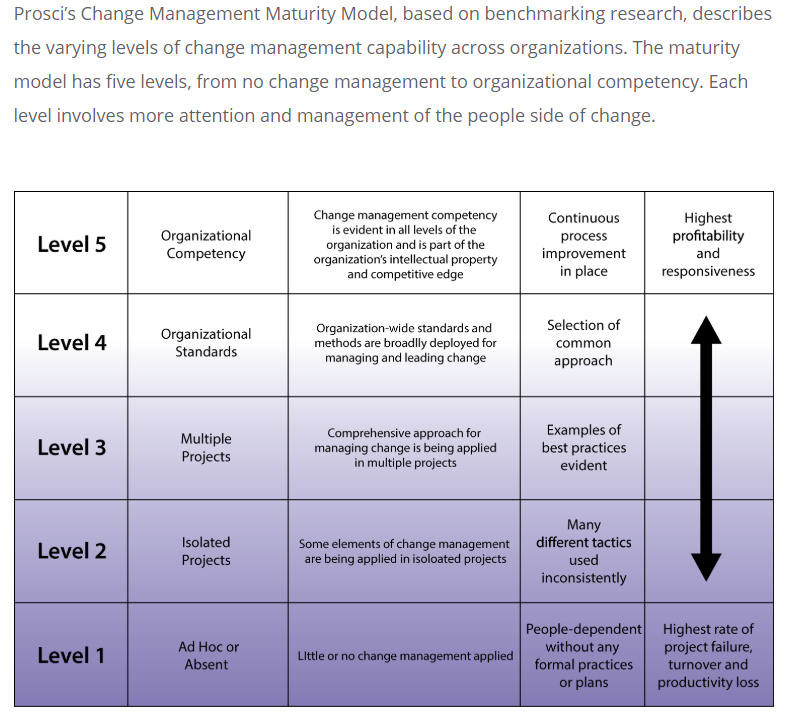 Prosci's Change Management Maturity Model, based on benchmarking research, describes
the varying levels of change management capability across organizations. The maturity
model has five levels, from no change management to organizational competency. Each
level involves more attention and management of the people side of change.
Level 5
Organizational
Competency
Change management competency
is evident in all levels of the
organization and is part of the
organization's intellectual property
and competitive edge
Continuous
process
improvement
in place
Highest
profitability
and
responsiveness
Level 4
Organizational
Standards
Organization-wide standards and
methods are broadlly deployed for
managing and leading change
Selection of
common
approach
Level 3
Multiple
Projects
Comprehensive approach for
managing change is being applied
in multiple projects
Examples of
best practices
evident
Level 2
Isolated
Projects
Some elements of change management
are being applied in isoloated projects
Many
different tactics
used
inconsistently
Level 1
Ad Hoc or
Absent
LIttle or no change management applied
People-dependent
without any
formal practices
or plans
Highest rate of
project failure,
turnover and
productivity loss